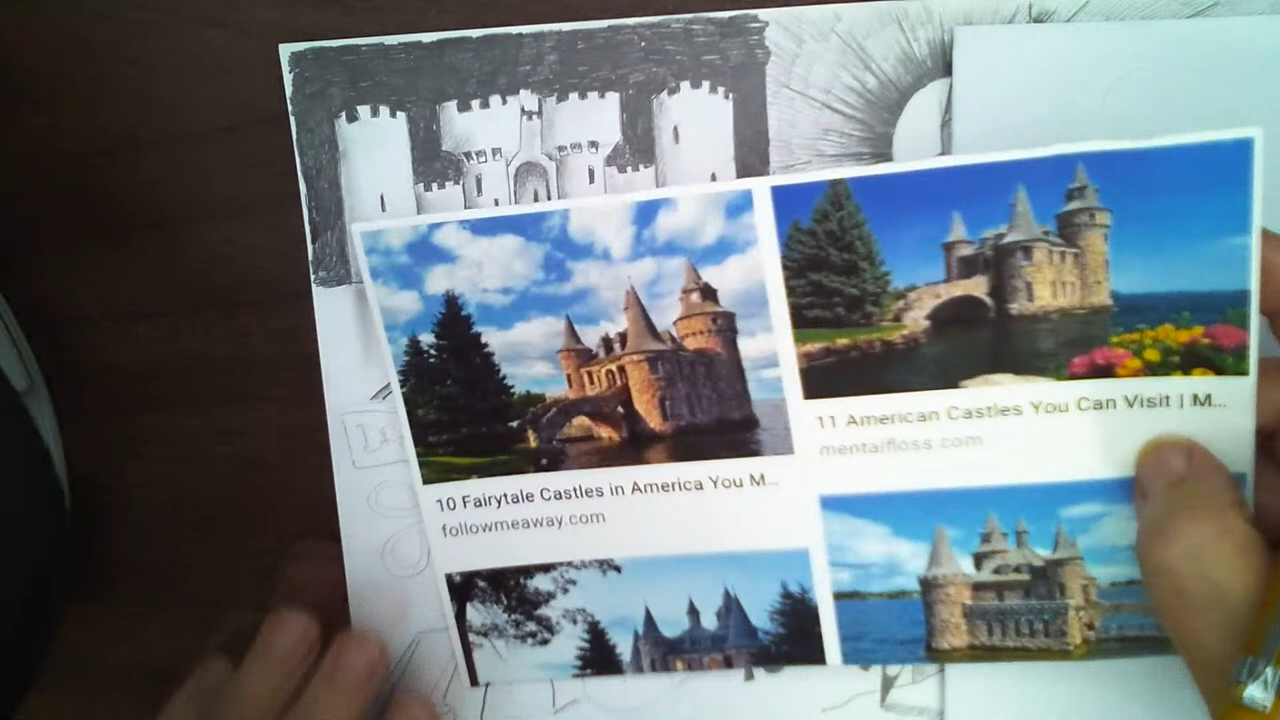 10 Fairytale Castles in America You M...
followmeaway.com
11 American Castles You Can Visit | M...
mentalfloss.com